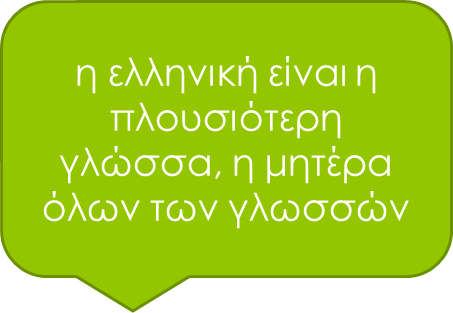 η ελληνική είναι η
πλουσιότερη
γλώσσα, η μητέρα
όλων των γλωσσών